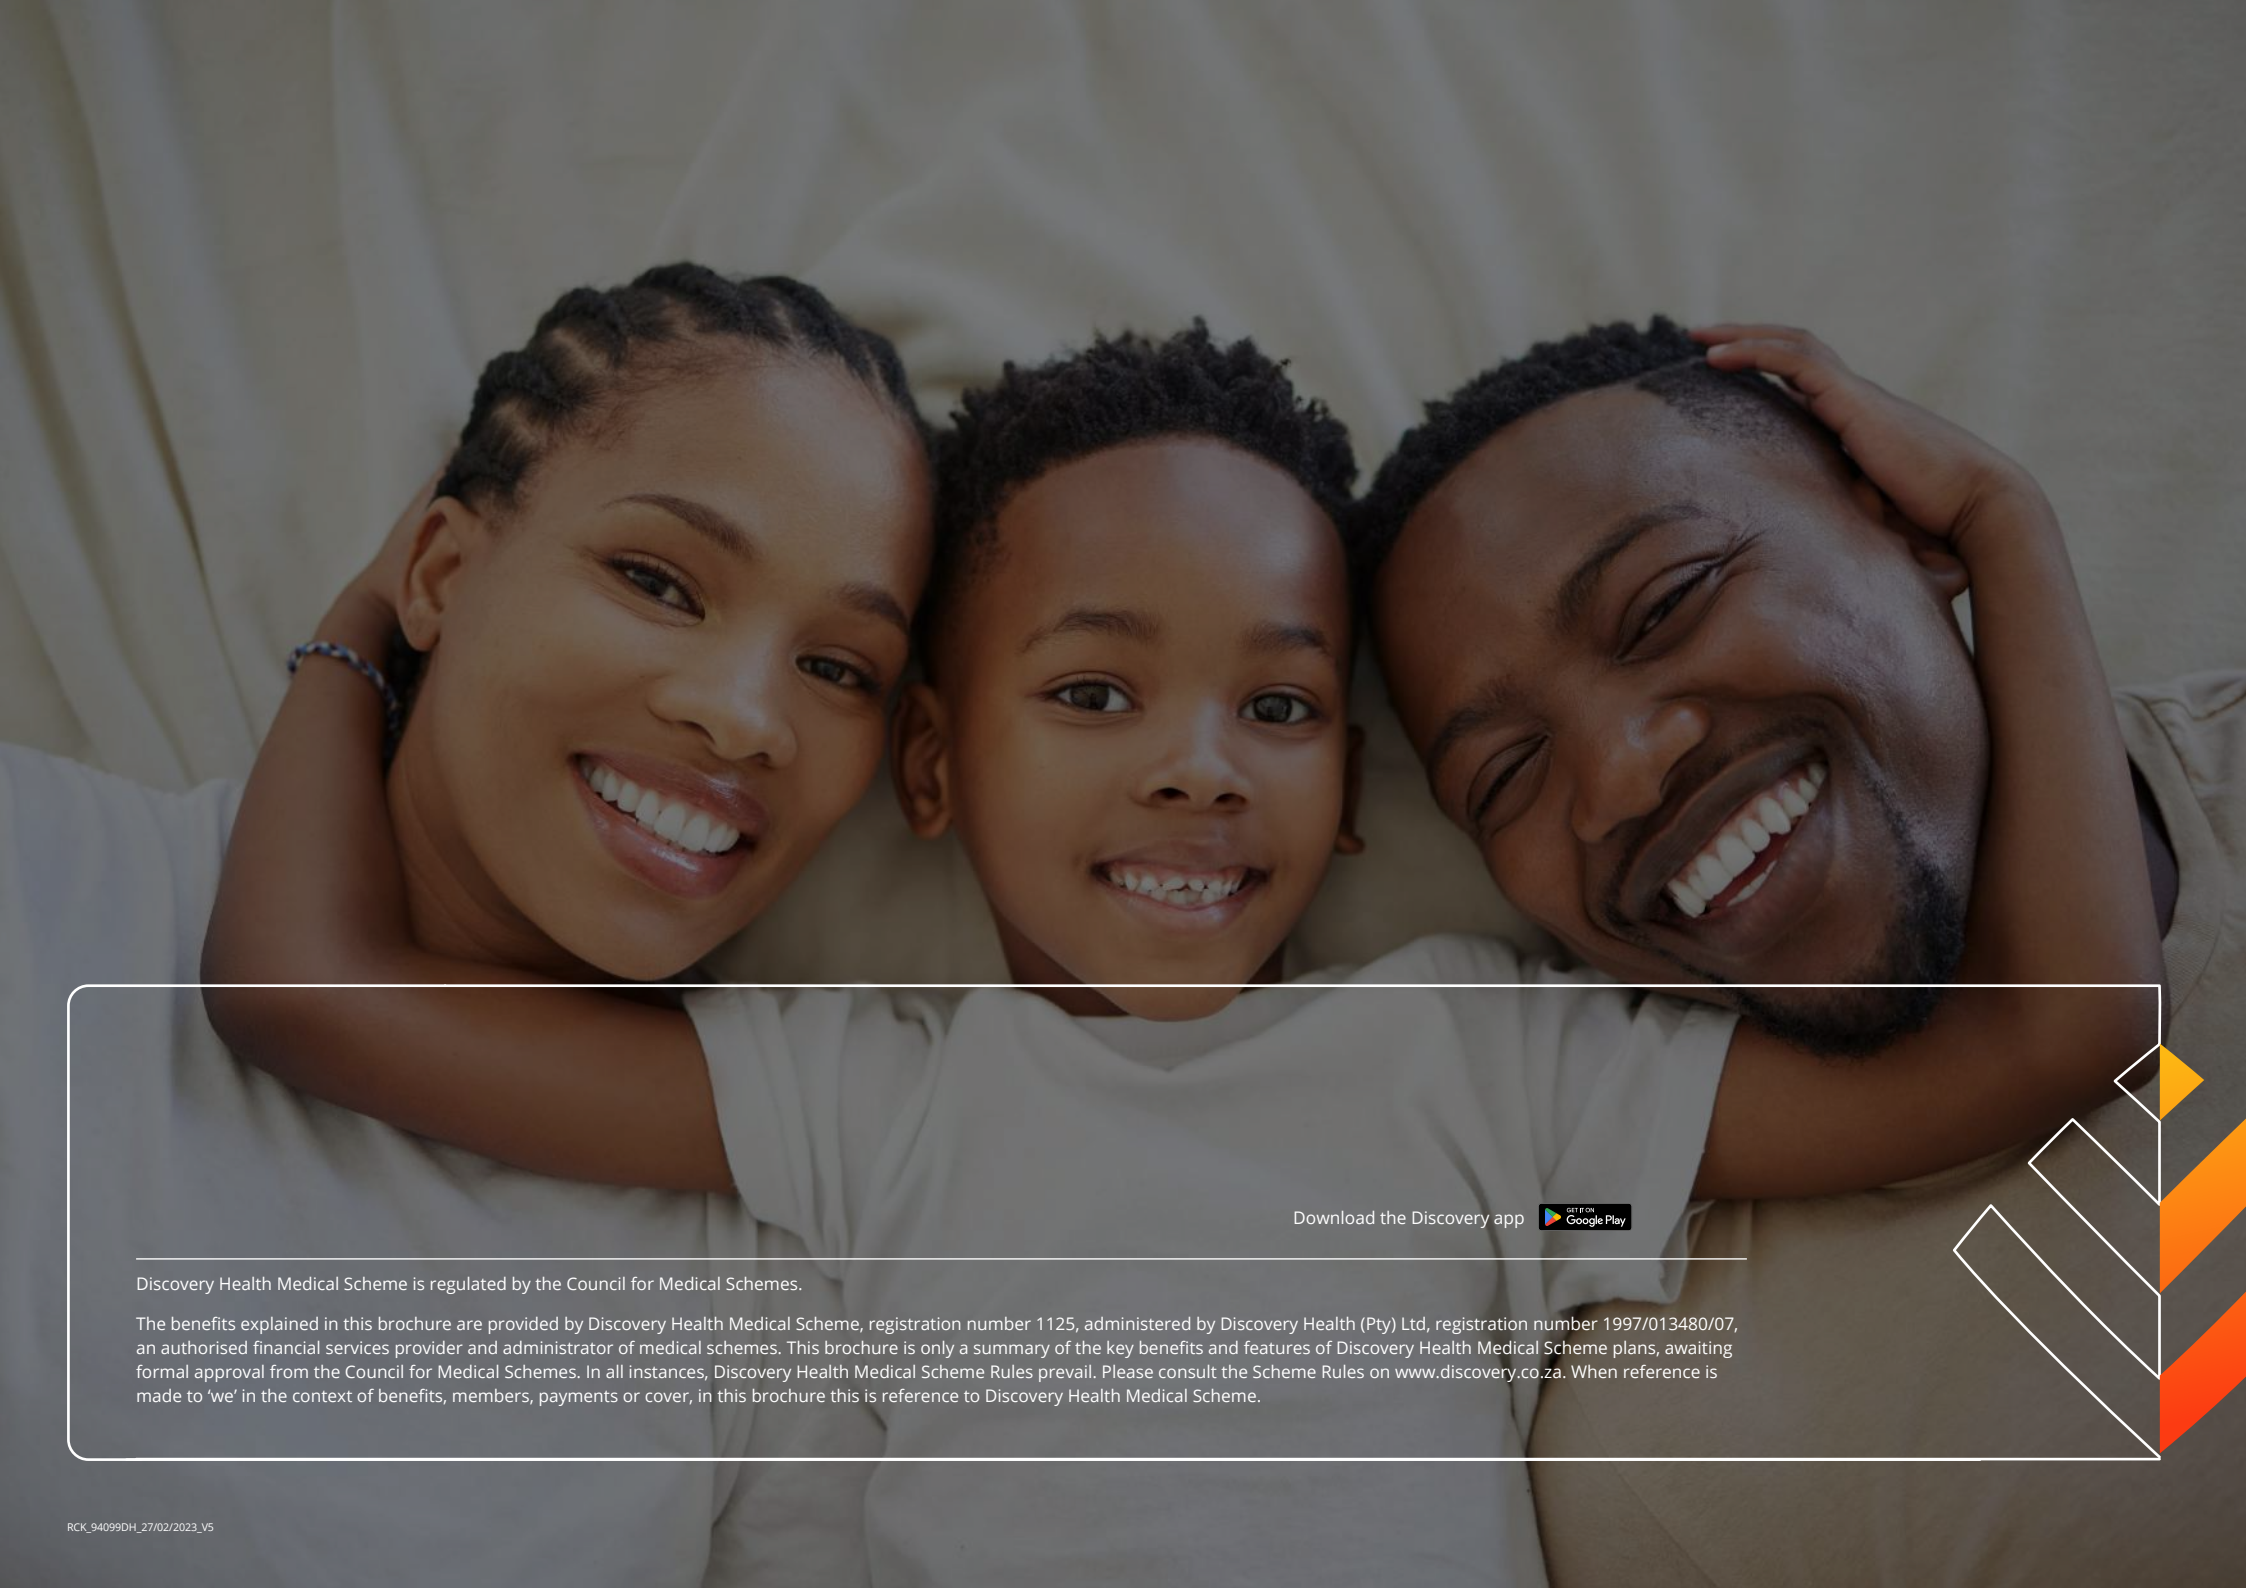 Download the Discovery app
GET IT ON
Google Play
Discovery Health Medical Scheme is regulated by the Council for Medical Schemes.
The benefits explained in this brochure are provided by Discovery Health Medical Scheme, registration number 1125, administered by Discovery Health (Pty) Ltd, registration number 1997/013480/07,
an authorised financial services provider and administrator of medical schemes. This brochure is only a summary of the key benefits and features of Discovery Health Medical Scheme plans, awaiting
formal approval from the Council for Medical Schemes. In all instances, Discovery Health Medical Scheme Rules prevail. Please consult the Scheme Rules on www.discovery.co.za. When reference is
made to ‘we’ in the context of benefits, members, payments or cover, in this brochure this is reference to Discovery Health Medical Scheme.
RCK_94099DH_27/02/2023_V5